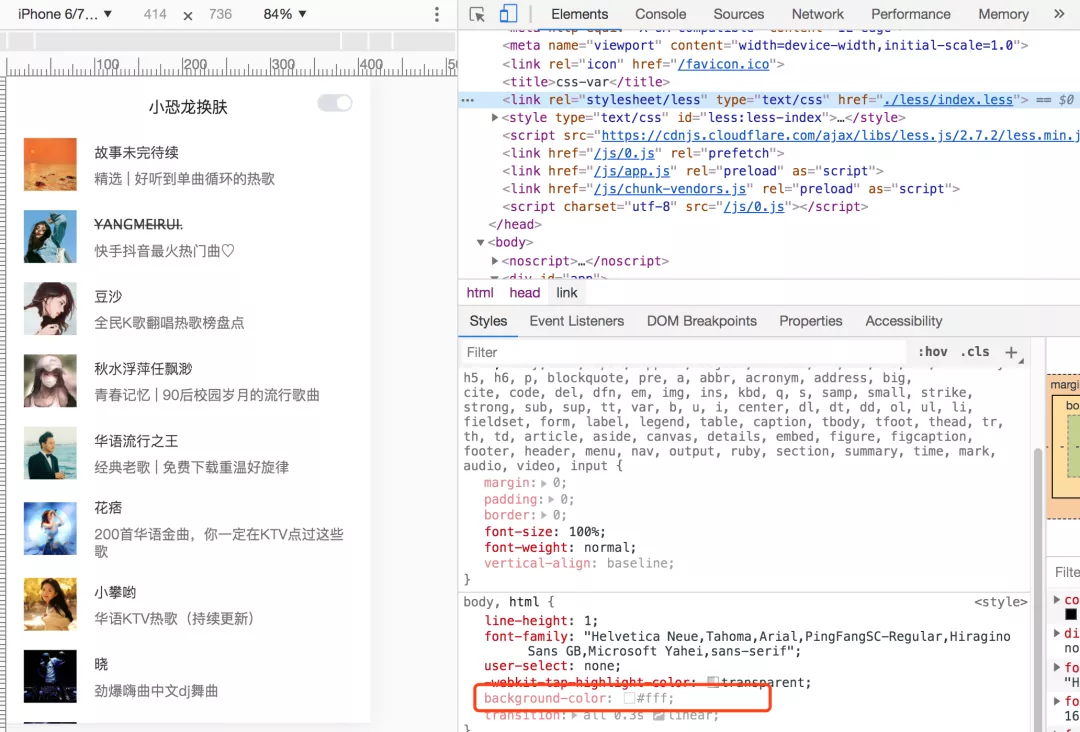 iPhone 6/7... ▼ 414 × 736 84% ▼
Elements Console Sources Network Performance Memory »
100 200 300 400
小恐龙换肤
故事未完待续
精选 | 好听到单曲循环的热歌
YANGMEIRUI.
快手抖音最火热门曲♡
豆沙
全民K歌翻唱热歌榜盘点
秋水浮萍任飘渺
青春记忆 | 90后校园岁月的流行歌曲
华语流行之王
经典老歌 | 免费下载重温好旋律
花痞
200首华语金曲，你一定在KTV点过这些
歌
小攀哟
华语KTV热歌（持续更新）
晓
劲爆嗨曲中文dj舞曲
<meta name="viewport" content="width=device-width,initial-scale=1.0">
<link rel="icon" href="/favicon.ico">
<title>css-var</title>
<link rel="stylesheet/less" type="text/css" href="./less/index.less"> == $0
<style type="text/css" id="less:less-index">…</style>
<script src="https://cdnjs.cloudflare.com/ajax/libs/less.js/2.7.2/less.min.j
<link href="/js/0.js" rel="prefetch">
<link href="/js/app.js" rel="preload" as="script">
<link href="/js/chunk-vendors.js" rel="preload" as="script">
<script charset="utf-8" src="/js/0.js"></script>
</head>
<body>
<noscript>…</noscript>
<div id="app">
html head link
Styles Event Listeners DOM Breakpoints Properties Accessibility
Filter :hov .cls +
h5, h6, p, blockquote, pre, a, abbr, acronym, address, big,
cite, code, del, dfn, em, img, ins, kbd, q, s, samp, small, strike,
strong, sub, sup, tt, var, b, u, i, center, dl, dt, dd, ol, ul, li,
fieldset, form, label, legend, table, caption, tbody, tfoot, thead, tr,
th, td, article, aside, canvas, details, embed, figure, figcaption,
footer, header, menu, nav, output, ruby, section, summary, time, mark,
audio, video, input {
margin: 0;
padding: 0;
border: 0;
font-size: 100%;
font-weight: normal;
vertical-align: baseline;
}
body, html { <style>
line-height: 1;
font-family: "Helvetica Neue,Tahoma,Arial,PingFangSC-Regular,Hiragino
Sans GB,Microsoft Yahei,sans-serif";
user-select: none;
-webkit-tap-highlight-color: transparent;
background-color: #fff;
transition: all 0.3s linear;
}
margi
bo
Filte
co
di
no
fo
"H
fo
16